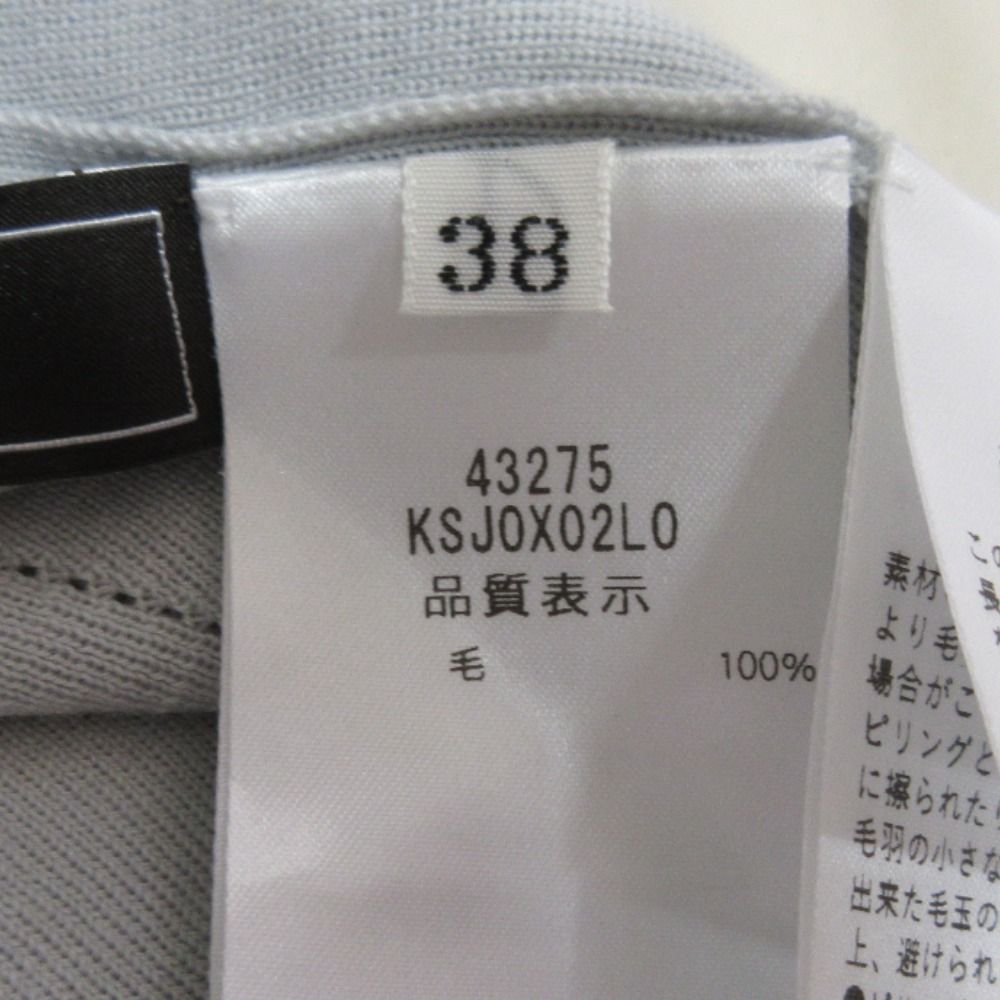 38
43275
KSJ0X02L0
品質表示
毛 100%
素材
より毛
場合がご
ピリングと
に擦られた
毛羽の小さな
出来た毛玉の
上、避けられ